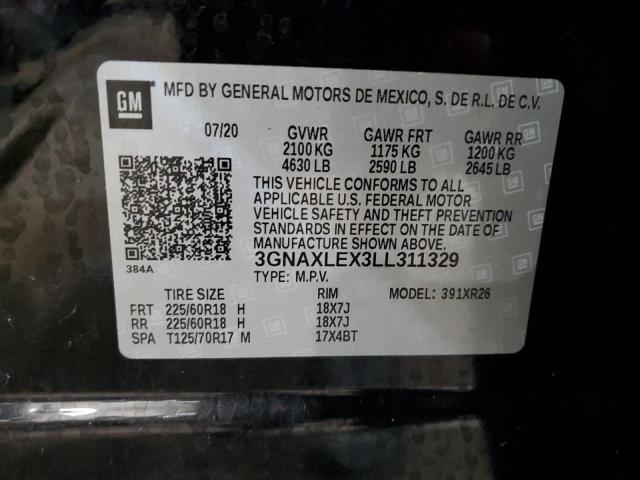 GM MFD BY GENERAL MOTORS DE MEXICO, S. DE R.L. DE C.V.
07/20 GVWR GAWR FRT GAWR RR
2100 KG 1175 KG 1200 KG
4630 LB 2590 LB 2645 LB
THIS VEHICLE CONFORMS TO ALL
APPLICABLE U.S. FEDERAL MOTOR
VEHICLE SAFETY AND THEFT PREVENTION
STANDARDS IN EFFECT ON THE DATE OF
MANUFACTURE SHOWN ABOVE.
384A
3GNAXLEX3LL311329
TYPE: M.P.V.
TIRE SIZE RIM MODEL: 391XR26
FRT 225/60R18 H 18X7J
RR 225/60R18 H 18X7J
SPA T125/70R17 M 17X4BT